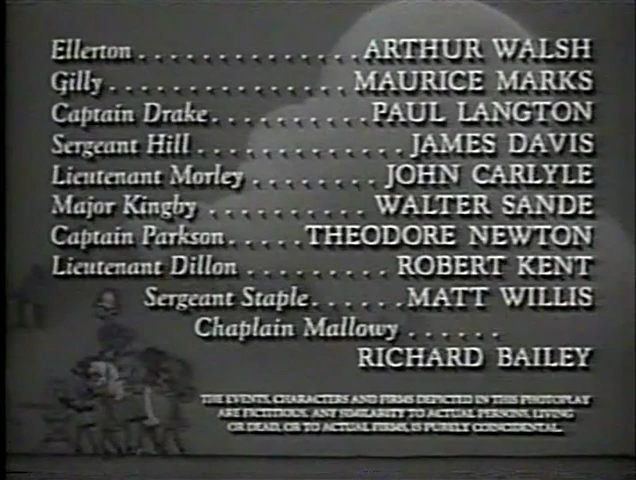 Ellerton . . . . . . . . . . . . . . ARTHUR WALSH
Gilly . . . . . . . . . . . . . . . MAURICE MARKS
Captain Drake . . . . . . . . . . PAUL LANGTON
Sergeant Hill . . . . . . . . . . . . . JAMES DAVIS
Lieutenant Morley . . . . . . . . JOHN CARLYLE
Major Kingby . . . . . . . . . . WALTER SANDE
Captain Parkson . . . . . THEODORE NEWTON
Lieutenant Dillon . . . . . . . . . ROBERT KENT
Sergeant Staple . . . . . . MATT WILLIS
Chaplain Mallowy . . . . . .
RICHARD BAILEY
THE EVENTS, CHARACTERS AND FIRMS DEPICTED IN THIS PHOTOPLAY
ARE FICTITIOUS. ANY SIMILARITY TO ACTUAL PERSONS, LIVING
OR DEAD, OR TO ACTUAL FIRMS, IS PURELY COINCIDENTAL.